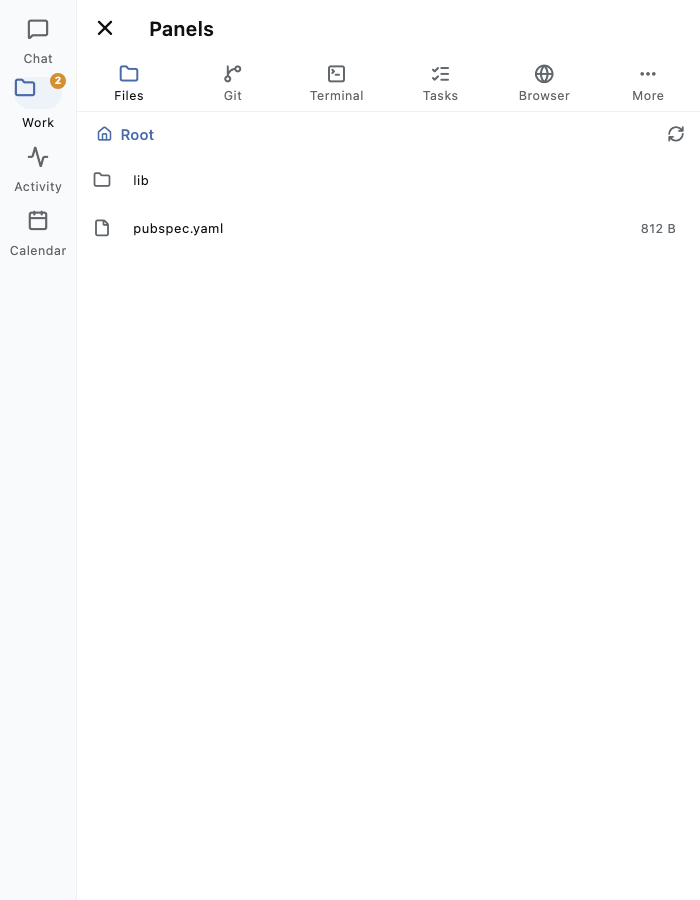 Panels
Chat
2
Work
Activity
Calendar
Files
Git
Terminal
Tasks
Browser
More
Root
lib
pubspec.yaml
812 B